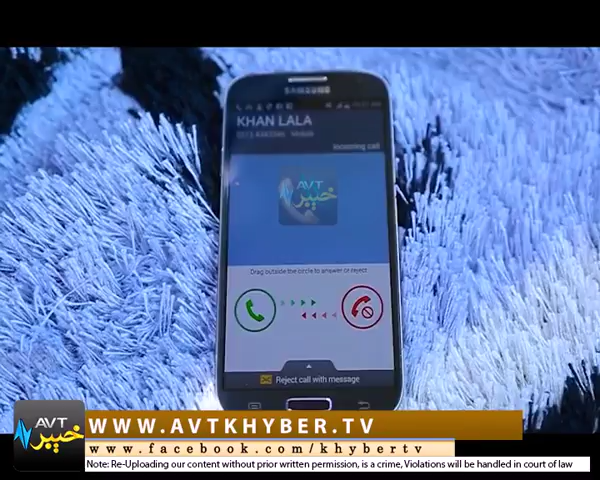 SAMSUNG
KHAN LALA
Mobile
Incoming call
AVT
خیبر
Drag outside the circle to answer or reject
Reject call with message
AVT
خیبر
WWW.AVTKHYBER.TV
www.facebook.com/khybertv
Note: Re-Uploading our content without prior written permission, is a crime, Violations will be handled in court of law